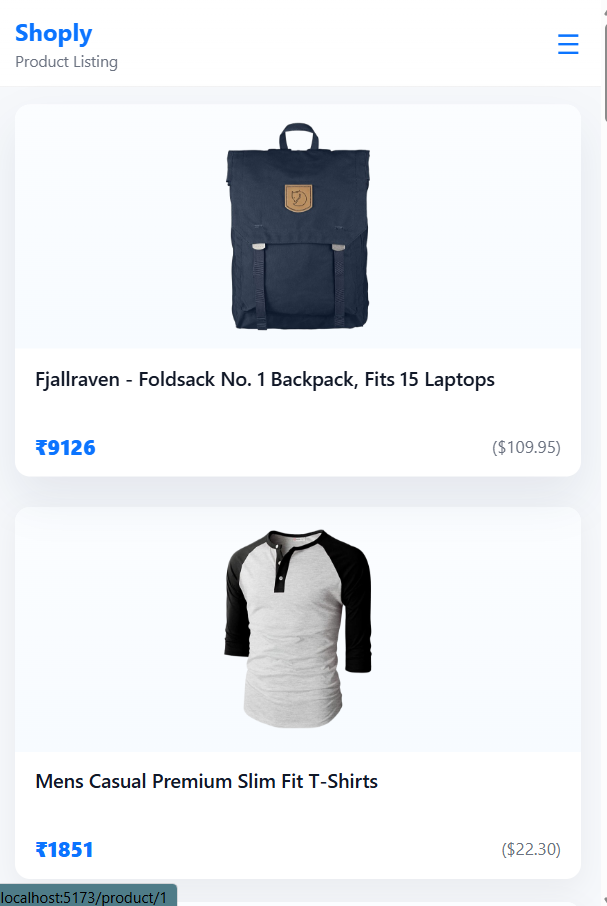 Shoply
Product Listing
☰
Fjallraven - Foldsack No. 1 Backpack, Fits 15 Laptops
₹9126 ($109.95)
Mens Casual Premium Slim Fit T-Shirts
₹1851 ($22.30)
localhost:5173/product/1